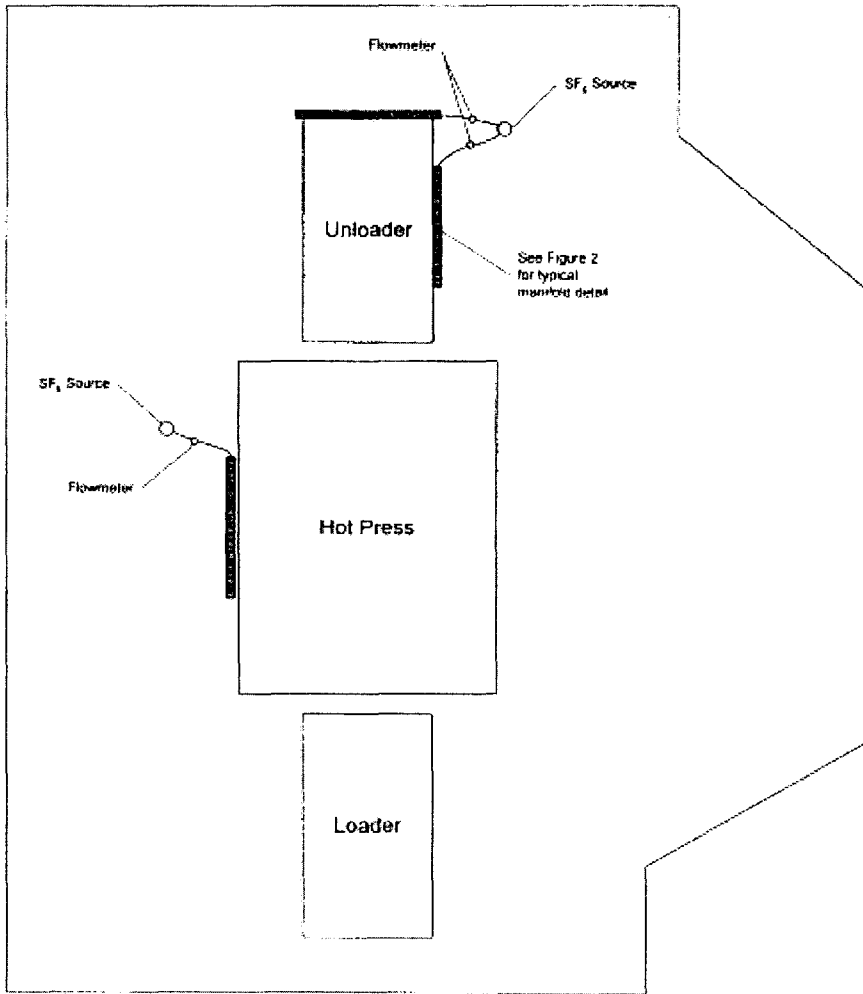 Flowmeter
SF₆ Source
Unloader
See Figure 2
for typical
manifold detail
SF₆ Source
Flowmeter
Hot Press
Loader